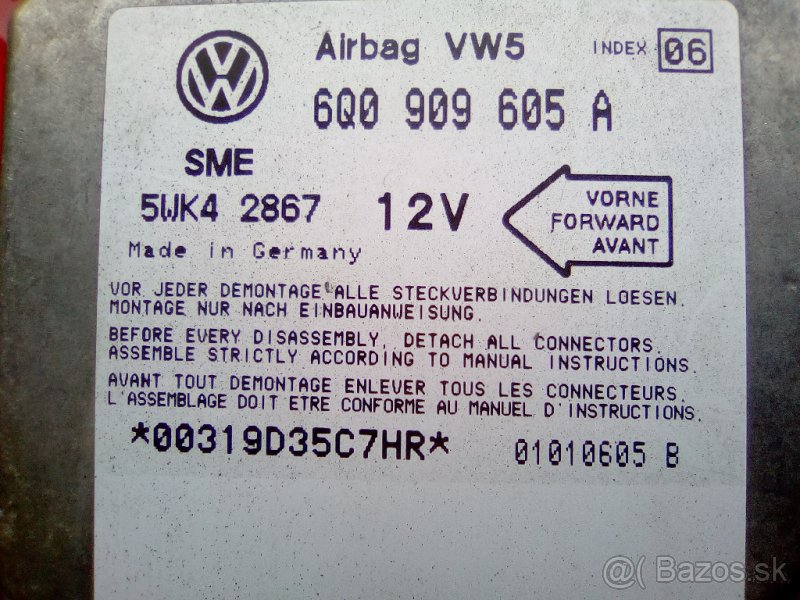 Airbag VW5 INDEX 06
6Q0 909 605 A
SME
5WK4 2867 12V
VORNE
FORWARD
AVANT
Made in Germany
VOR JEDER DEMONTAGE ALLE STECKVERBINDUNGEN LOESEN.
MONTAGE NUR NACH EINBAUANWEISUNG.
BEFORE EVERY DISASSEMBLY, DETACH ALL CONNECTORS.
ASSEMBLE STRICTLY ACCORDING TO MANUAL INSTRUCTIONS.
AVANT TOUT DEMONTAGE ENLEVER TOUS LES CONNECTEURS.
L'ASSEMBLAGE DOIT ETRE CONFORME AU MANUEL D'INSTRUCTIONS.
*00319D35C7HR* 01010605 B
Bazos.sk